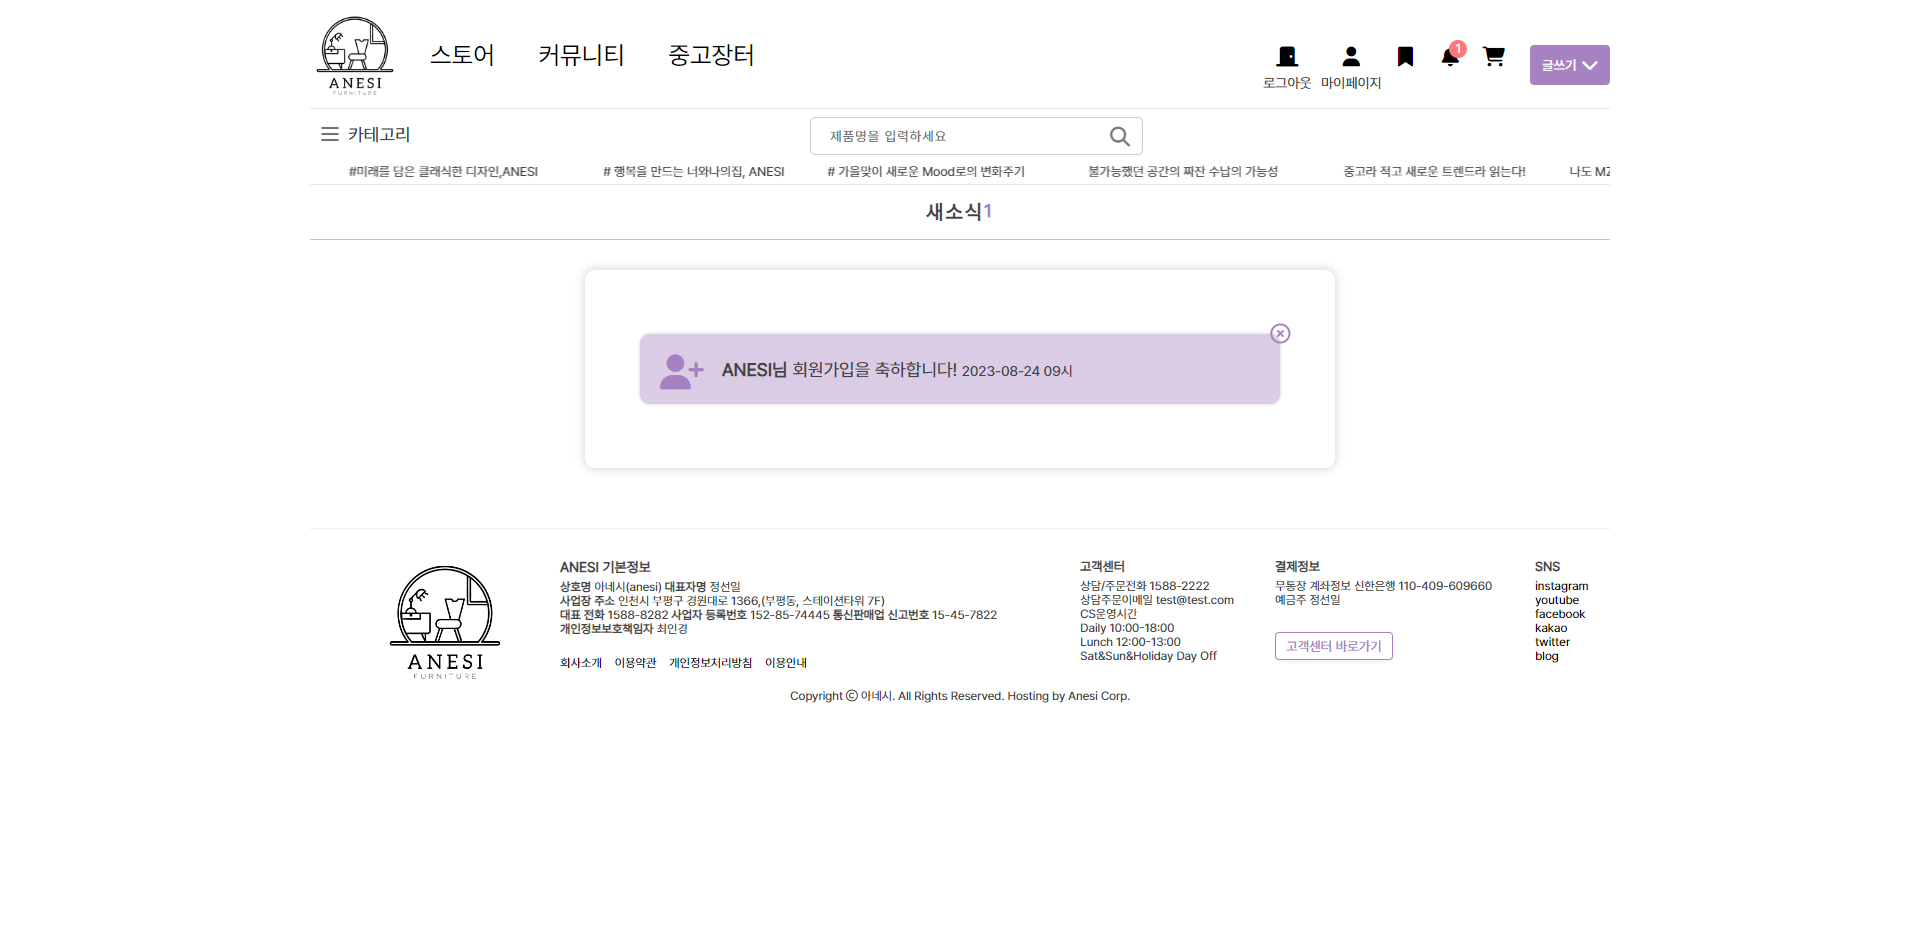 ANESI
FURNITURE
스토어 커뮤니티 중고장터
1
로그아웃 마이페이지
글쓰기
카테고리
제품명을 입력하세요
#미래를 담은 클래식한 디자인,ANESI # 행복을 만드는 너와나의집, ANESI # 가을맞이 새로운 Mood로의 변화주기 불가능했던 공간의 짜잔 수납의 가능성 중고라 적고 새로운 트렌드라 읽는다! 나도 MZ
새소식1
ANESI님 회원가입을 축하합니다! 2023-08-24 09시
ANESI
FURNITURE
ANESI 기본정보
상호명 아네시(anesi) 대표자명 정선일
사업장 주소 인천시 부평구 경원대로 1366,(부평동, 스테이션타워 7F)
대표 전화 1588-8282 사업자 등록번호 152-85-74445 통신판매업 신고번호 15-45-7822
개인정보보호책임자 최인경
회사소개 이용약관 개인정보처리방침 이용안내
고객센터
상담/주문전화 1588-2222
상담주문이메일 test@test.com
CS운영시간
Daily 10:00-18:00
Lunch 12:00-13:00
Sat&Sun&Holiday Day Off
결제정보
무통장 계좌정보 신한은행 110-409-609660
예금주 정선일
고객센터 바로가기
SNS
instagram
youtube
facebook
kakao
twitter
blog
Copyright ⓒ 아네시. All Rights Reserved. Hosting by Anesi Corp.